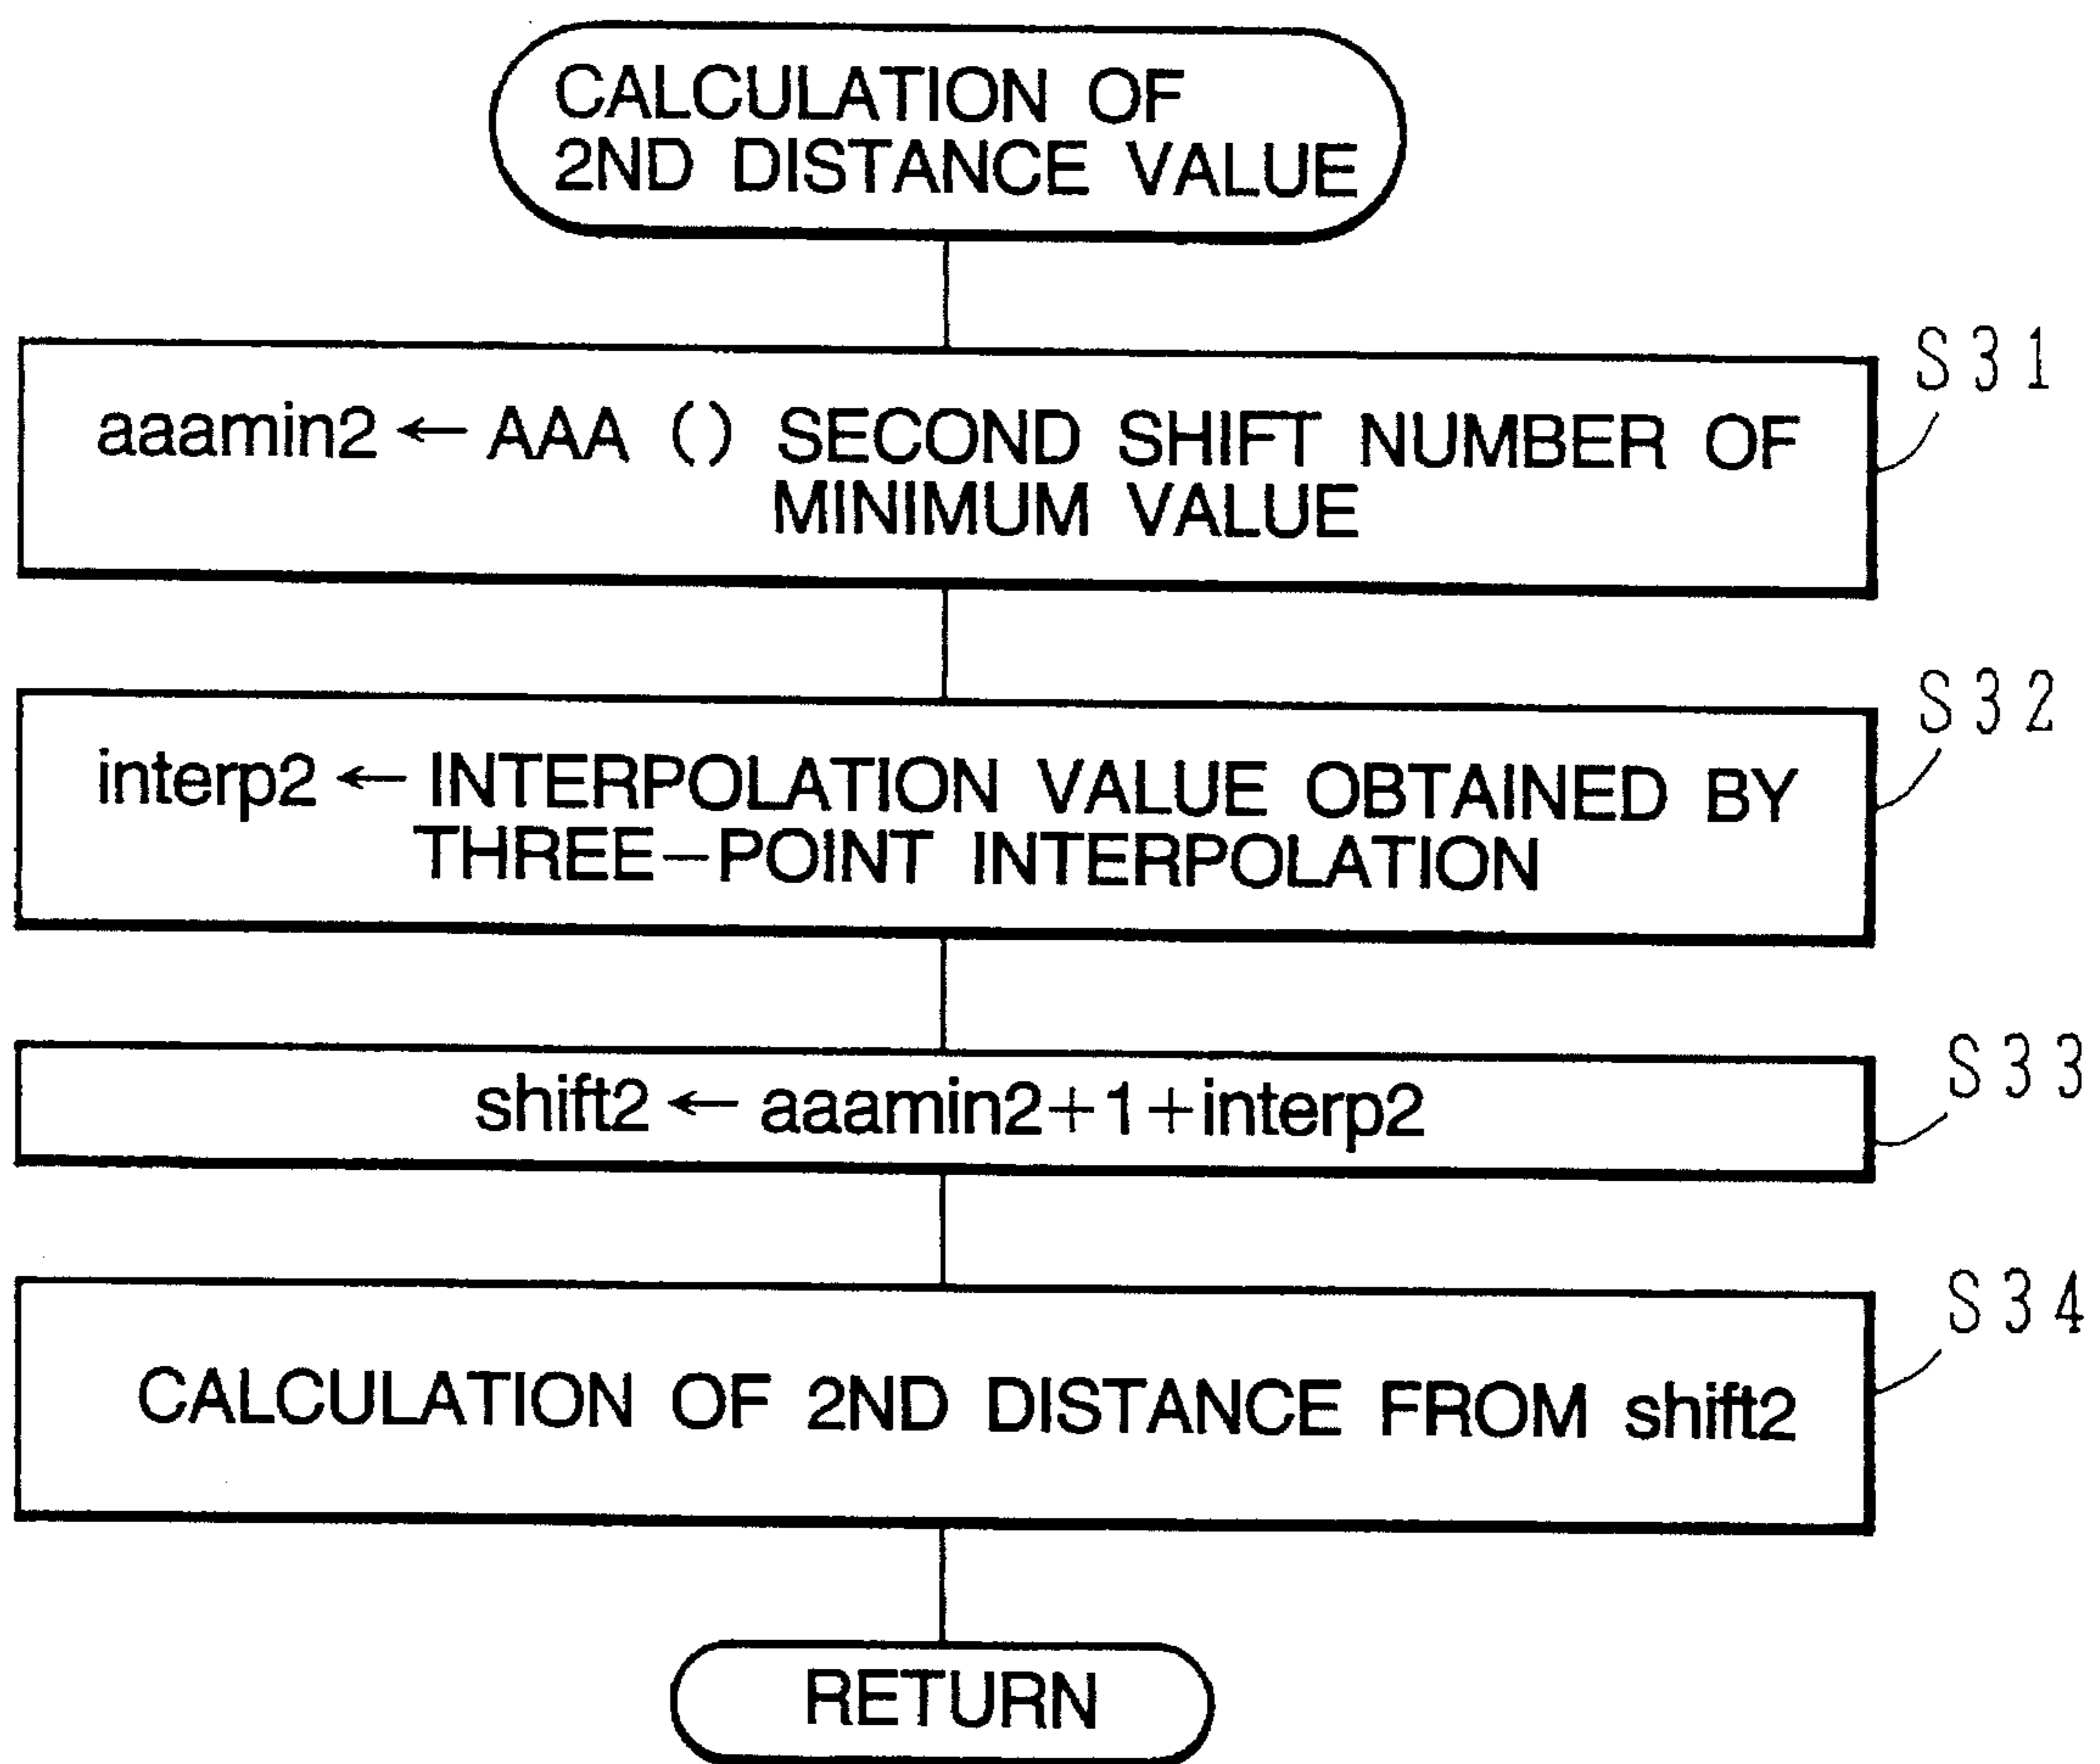 CALCULATION OF
2ND DISTANCE VALUE
S31
aaamin2 ← AAA () SECOND SHIFT NUMBER OF
MINIMUM VALUE
S32
interp2 ← INTERPOLATION VALUE OBTAINED BY
THREE-POINT INTERPOLATION
S33
shift2 ← aaamin2+1+interp2
S34
CALCULATION OF 2ND DISTANCE FROM shift2
RETURN